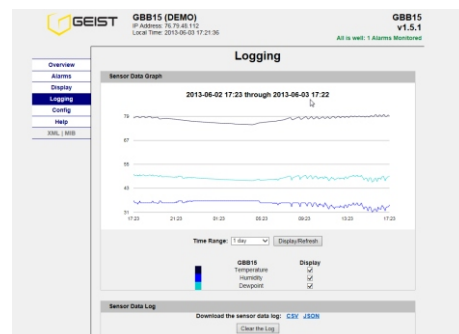 GEIST
GBB15 (DEMO)
IP Address: 76.79.48.112
Local Time: 2013-06-03 17:21:36
GBB15
v1.5.1
All is well: 1 Alarms Monitored
Logging
Overview
Alarms
Display
Logging
Config
Help
XML | MIB
Sensor Data Graph
2013-06-02 17:23 through 2013-06-03 17:22
79
67
55
43
31
17:23 21:23 01:23 05:23 09:23 13:23 17:23
Time Range: 1 day Display/Refresh
GBB15 Display
Temperature
Humidity
Dewpoint
Sensor Data Log
Download the sensor data log: CSV JSON
Clear the Log